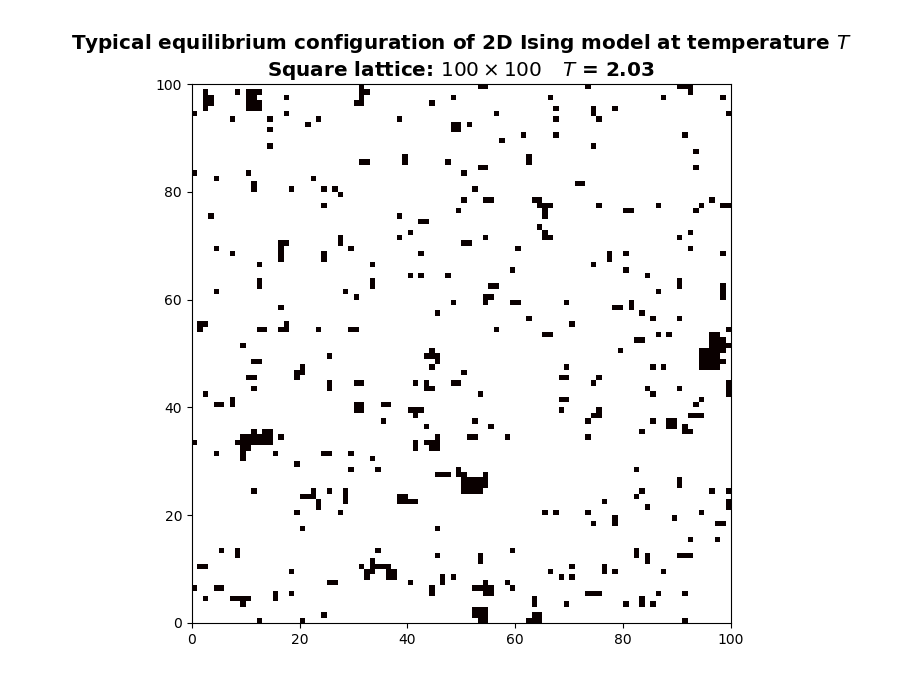 Typical equilibrium configuration of 2D Ising model at temperature T
Square lattice: 100 × 100 T = 2.03
100
80
60
40
20
0
0 20 40 60 80 100